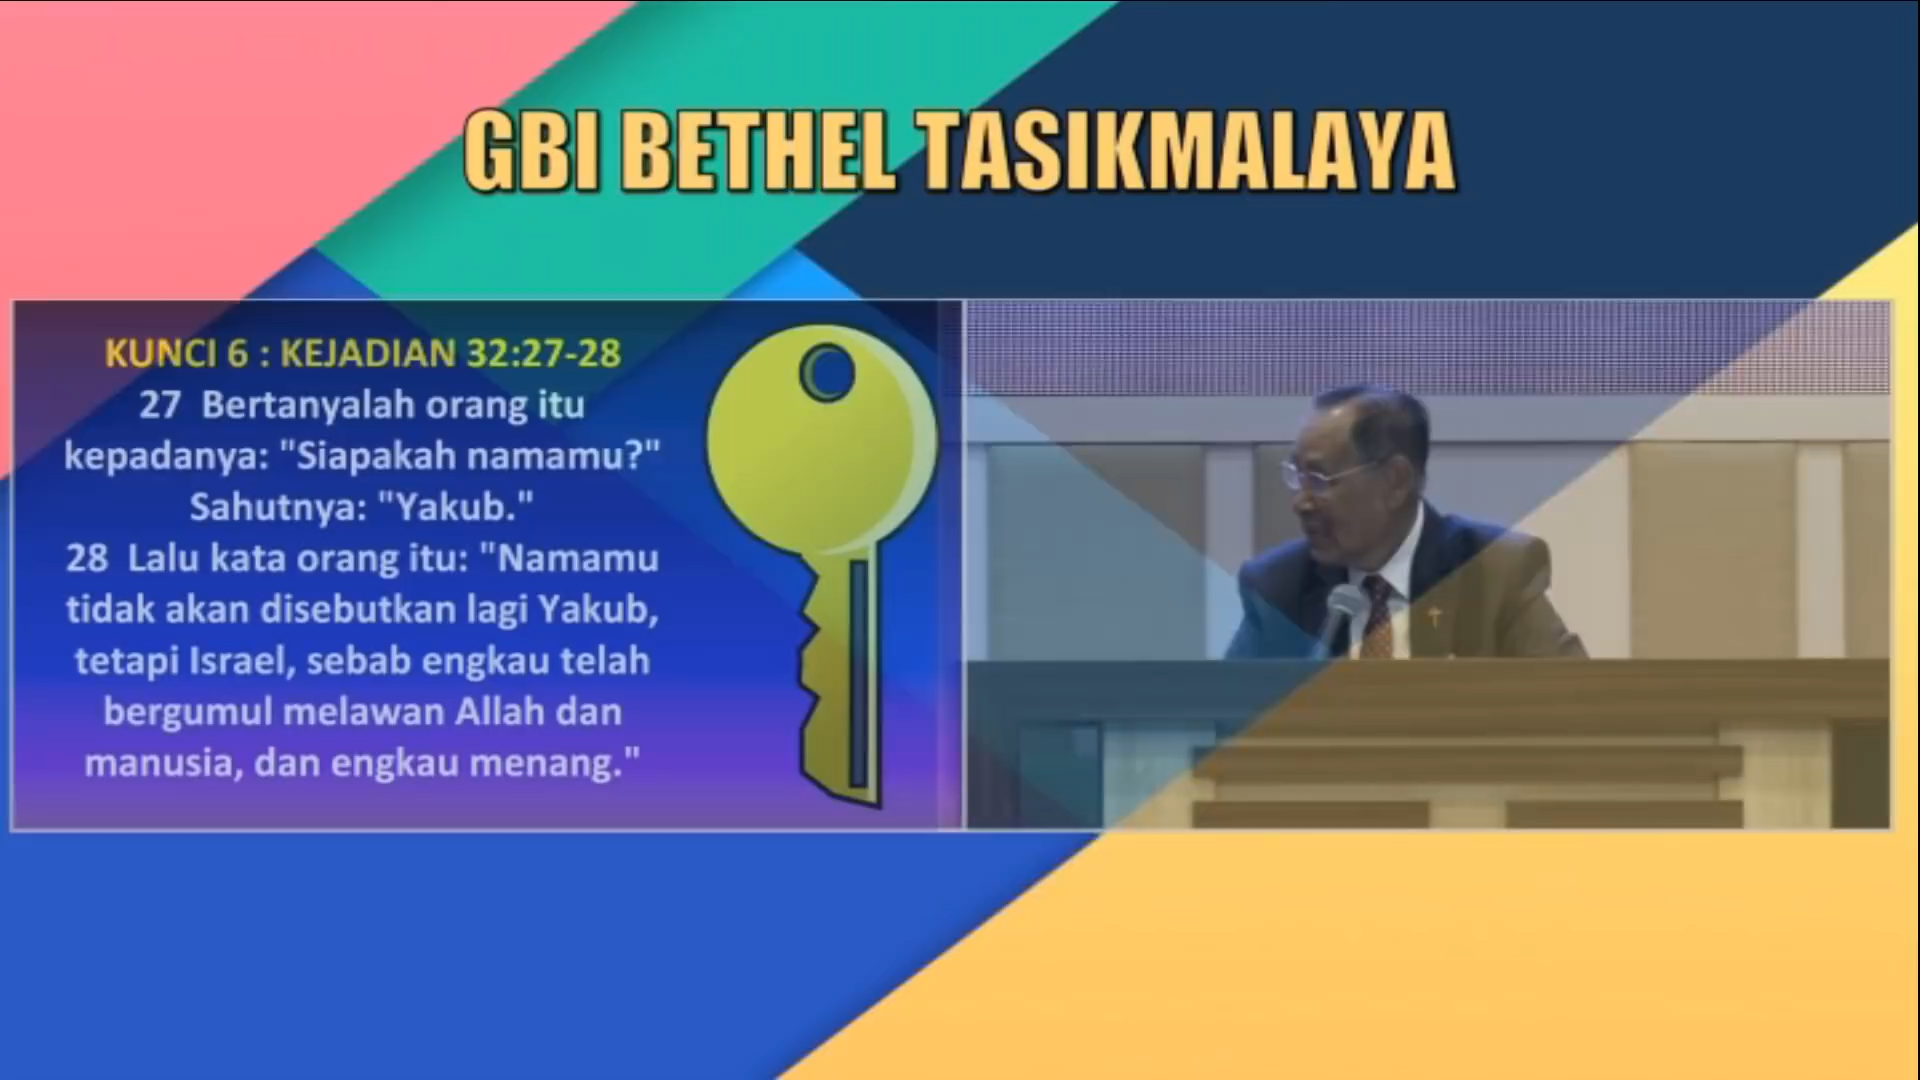 GBI BETHEL TASIKMALAYA
KUNCI 6 : KEJADIAN 32:27-28
27  Bertanyalah orang itu
kepadanya: "Siapakah namamu?"
Sahutnya: "Yakub."
28  Lalu kata orang itu: "Namamu
tidak akan disebutkan lagi Yakub,
tetapi Israel, sebab engkau telah
bergumul melawan Allah dan
manusia, dan engkau menang."